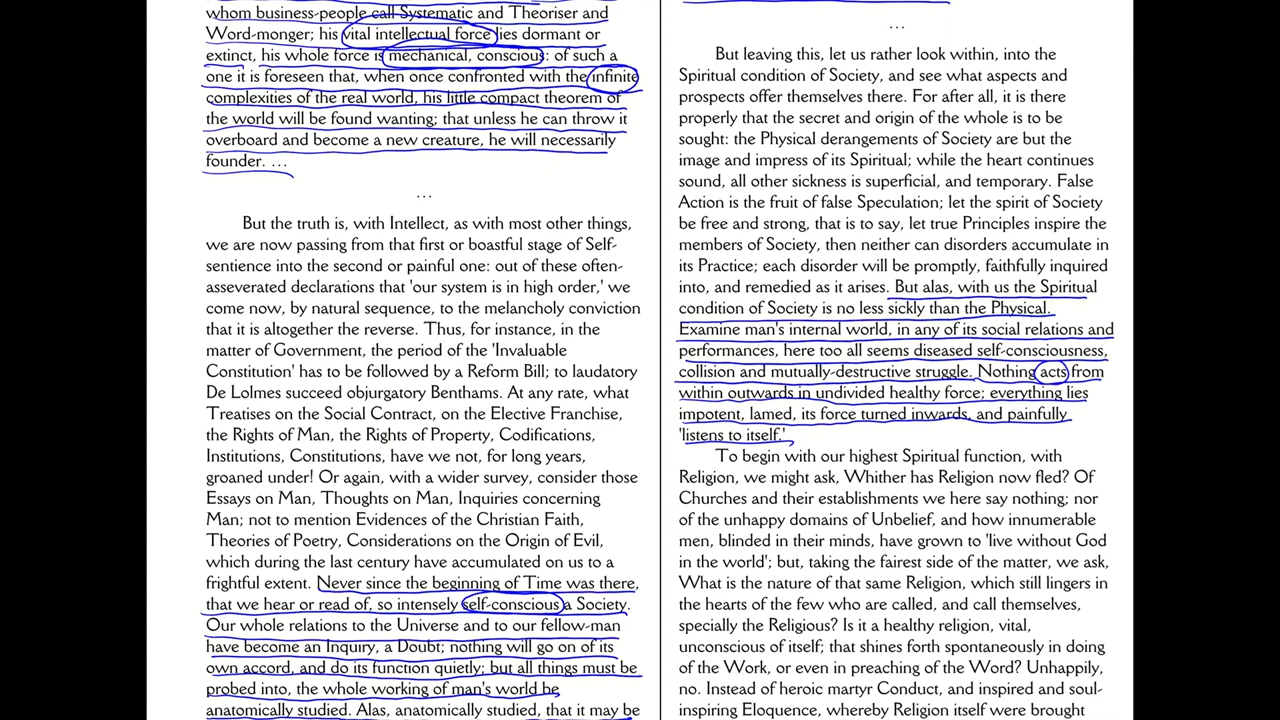 whom business-people call Systematic and Theoriser and
Word-monger; his vital intellectual force lies dormant or
extinct, his whole force is mechanical, conscious: of such a
one it is foreseen that, when once confronted with the infinite
complexities of the real world, his little compact theorem of
the world will be found wanting; that unless he can throw it
overboard and become a new creature, he will necessarily
founder. …
…
But the truth is, with Intellect, as with most other things,
we are now passing from that first or boastful stage of Self-
sentience into the second or painful one: out of these often-
asseverated declarations that 'our system is in high order,' we
come now, by natural sequence, to the melancholy conviction
that it is altogether the reverse. Thus, for instance, in the
matter of Government, the period of the 'Invaluable
Constitution' has to be followed by a Reform Bill; to laudatory
De Lolmes succeed objurgatory Benthams. At any rate, what
Treatises on the Social Contract, on the Elective Franchise,
the Rights of Man, the Rights of Property, Codifications,
Institutions, Constitutions, have we not, for long years,
groaned under! Or again, with a wider survey, consider those
Essays on Man, Thoughts on Man, Inquiries concerning
Man; not to mention Evidences of the Christian Faith,
Theories of Poetry, Considerations on the Origin of Evil,
which during the last century have accumulated on us to a
frightful extent. Never since the beginning of Time was there,
that we hear or read of, so intensely self-conscious a Society.
Our whole relations to the Universe and to our fellow-man
have become an Inquiry, a Doubt; nothing will go on of its
own accord, and do its function quietly; but all things must be
probed into, the whole working of man's world be
anatomically studied. Alas, anatomically studied, that it may be
…
But leaving this, let us rather look within, into the
Spiritual condition of Society, and see what aspects and
prospects offer themselves there. For after all, it is there
properly that the secret and origin of the whole is to be
sought: the Physical derangements of Society are but the
image and impress of its Spiritual; while the heart continues
sound, all other sickness is superficial, and temporary. False
Action is the fruit of false Speculation; let the spirit of Society
be free and strong, that is to say, let true Principles inspire the
members of Society, then neither can disorders accumulate in
its Practice; each disorder will be promptly, faithfully inquired
into, and remedied as it arises. But alas, with us the Spiritual
condition of Society is no less sickly than the Physical.
Examine man's internal world, in any of its social relations and
performances, here too all seems diseased self-consciousness,
collision and mutually-destructive struggle. Nothing acts from
within outwards in undivided healthy force; everything lies
impotent, lamed, its force turned inwards, and painfully
'listens to itself.'
To begin with our highest Spiritual function, with
Religion, we might ask, Whither has Religion now fled? Of
Churches and their establishments we here say nothing; nor
of the unhappy domains of Unbelief, and how innumerable
men, blinded in their minds, have grown to 'live without God
in the world'; but, taking the fairest side of the matter, we ask,
What is the nature of that same Religion, which still lingers in
the hearts of the few who are called, and call themselves,
specially the Religious? Is it a healthy religion, vital,
unconscious of itself; that shines forth spontaneously in doing
of the Work, or even in preaching of the Word? Unhappily,
no. Instead of heroic martyr Conduct, and inspired and soul-
inspiring Eloquence, whereby Religion itself were brought